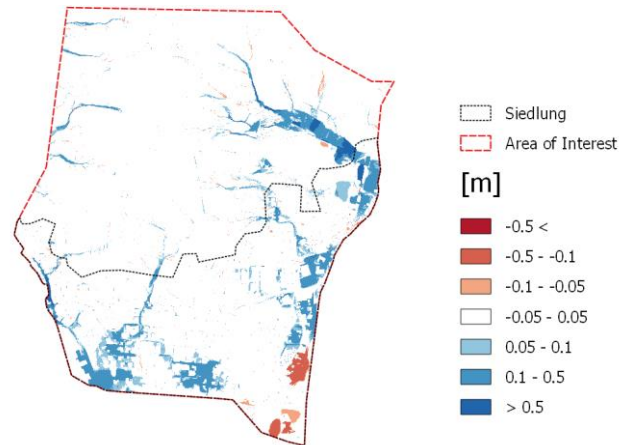 Siedlung
Area of Interest
[m]
-0.5 <
-0.5 - -0.1
-0.1 - -0.05
-0.05 - 0.05
0.05 - 0.1
0.1 - 0.5
> 0.5